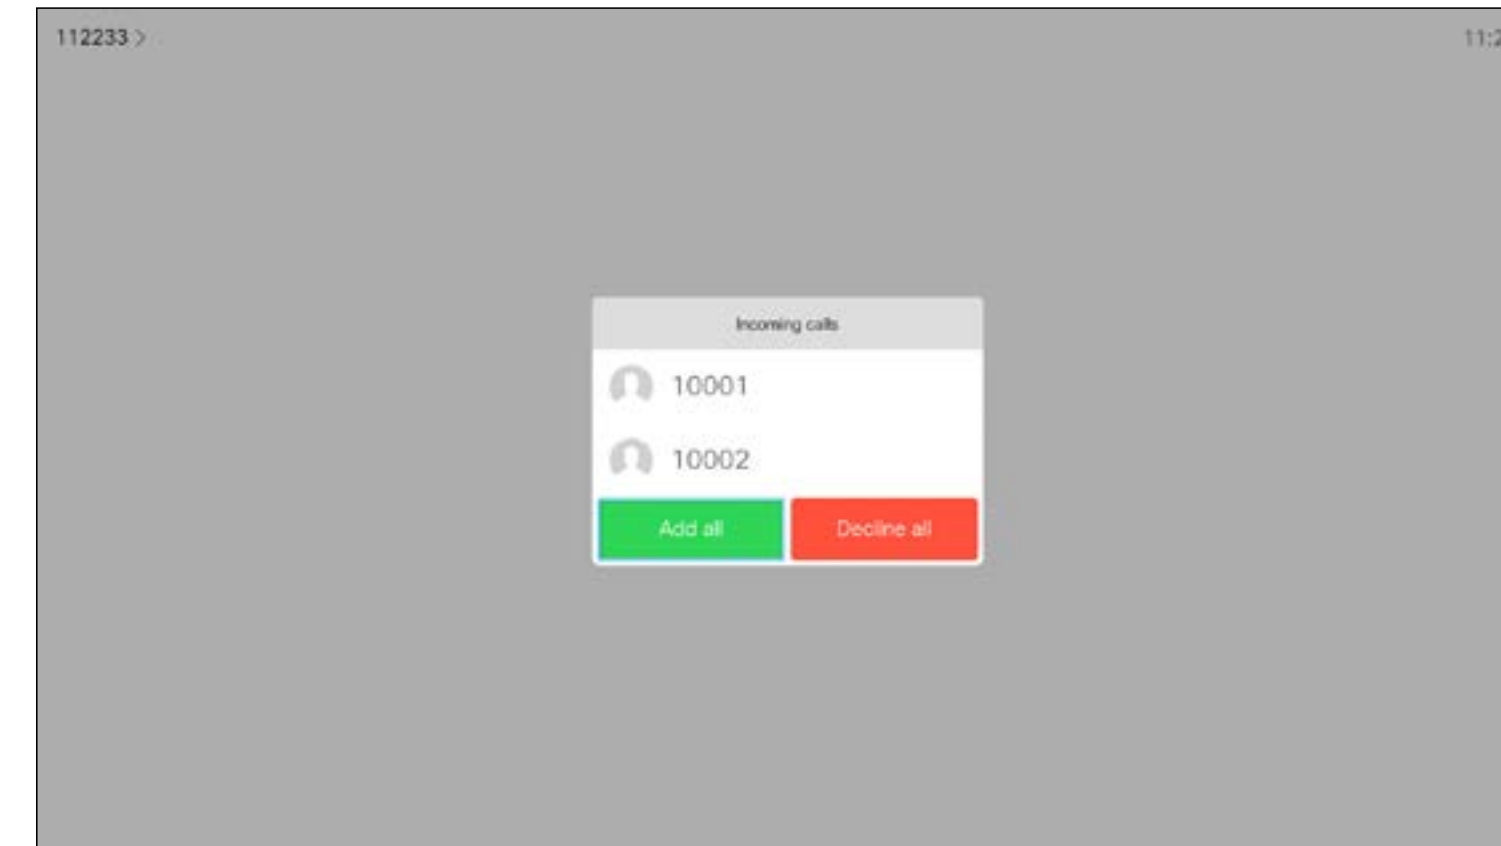 112233 >
Incoming calls
10001
10002
Add all
Decline all